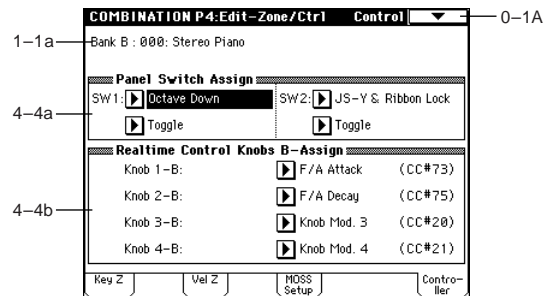 COMBINATION P4:Edit-Zone/Ctrl Control
0–1A
1–1a
Bank B : 000: Stereo Piano
Panel Switch Assign
4–4a
SW1: Octave Down SW2: JS-Y & Ribbon Lock
Toggle Toggle
Realtime Control Knobs B-Assign
Knob 1-B: F/A Attack (CC#73)
Knob 2-B: F/A Decay (CC#75)
4–4b
Knob 3-B: Knob Mod. 3 (CC#20)
Knob 4-B: Knob Mod. 4 (CC#21)
Key Z Vel Z MOSS Setup Contro-ller